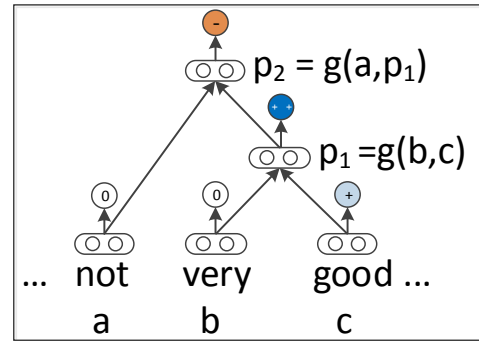 -
p₂ = g(a,p₁)
+ +
p₁ =g(b,c)
0 0 +
... not very good ...
a b c